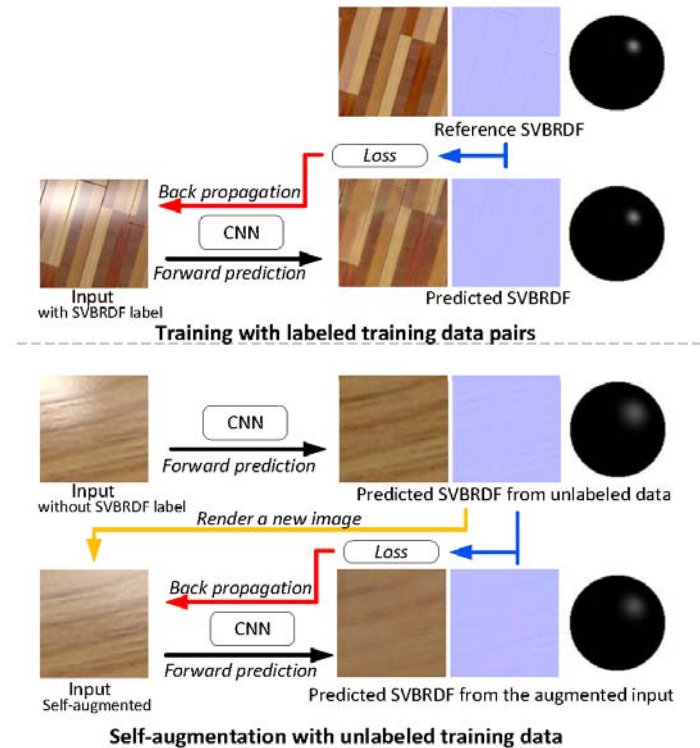 Reference SVBRDF
Loss
Back propagation
CNN
Forward prediction
Input
with SVBRDF label
Predicted SVBRDF
Training with labeled training data pairs
CNN
Forward prediction
Input
without SVBRDF label
Predicted SVBRDF from unlabeled data
Render a new image
Loss
Back propagation
CNN
Forward prediction
Input
Self-augmented
Predicted SVBRDF from the augmented input
Self-augmentation with unlabeled training data